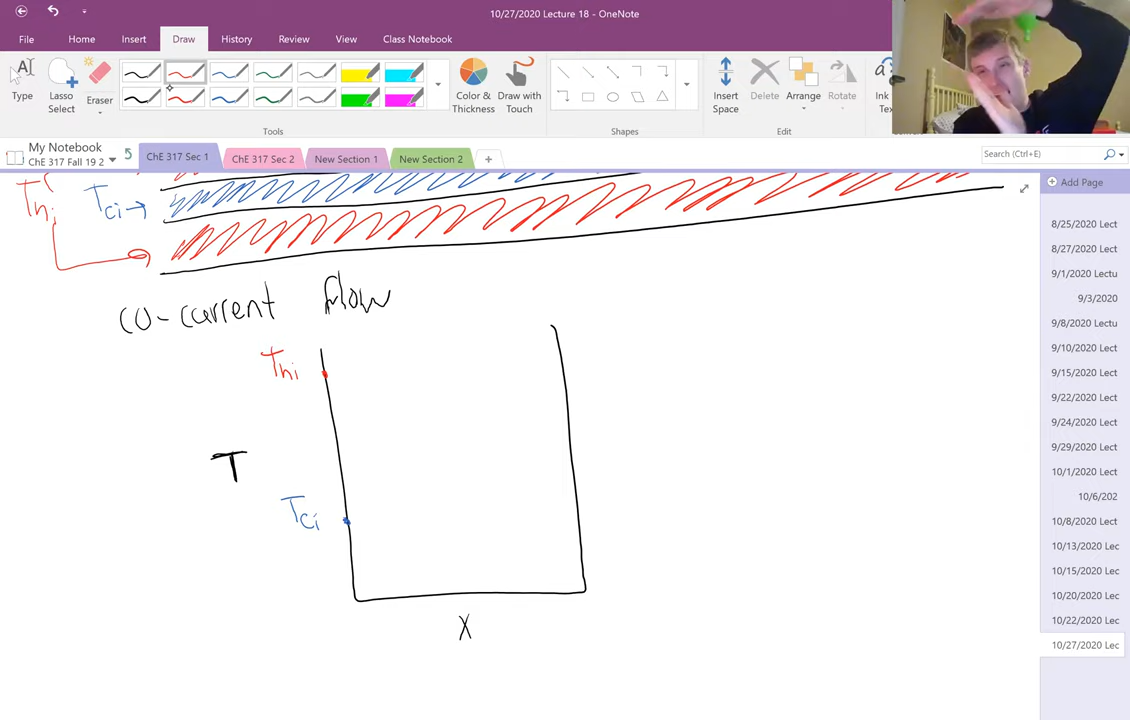 10/27/2020 Lecture 18 - OneNote
File Home Insert Draw History Review View Class Notebook
Type
Lasso Select
Eraser
Color & Thickness
Draw with Touch
Insert Space
Delete
Arrange
Rotate
Ink
Tools
Shapes
Edit
My Notebook
ChE 317 Fall 19 2
ChE 317 Sec 1
ChE 317 Sec 2
New Section 1
New Section 2
Search (Ctrl+E)
Add Page
8/25/2020 Lect
8/27/2020 Lect
9/1/2020 Lectu
9/3/2020
9/8/2020 Lectu
9/10/2020 Lect
9/15/2020 Lect
9/22/2020 Lect
9/24/2020 Lect
9/29/2020 Lect
10/1/2020 Lect
10/6/202
10/8/2020 Lect
10/13/2020 Lec
10/15/2020 Lec
10/20/2020 Lec
10/22/2020 Lec
10/27/2020 Lec
Thi
Tci →
co-current flow
Thi
T
Tci
X